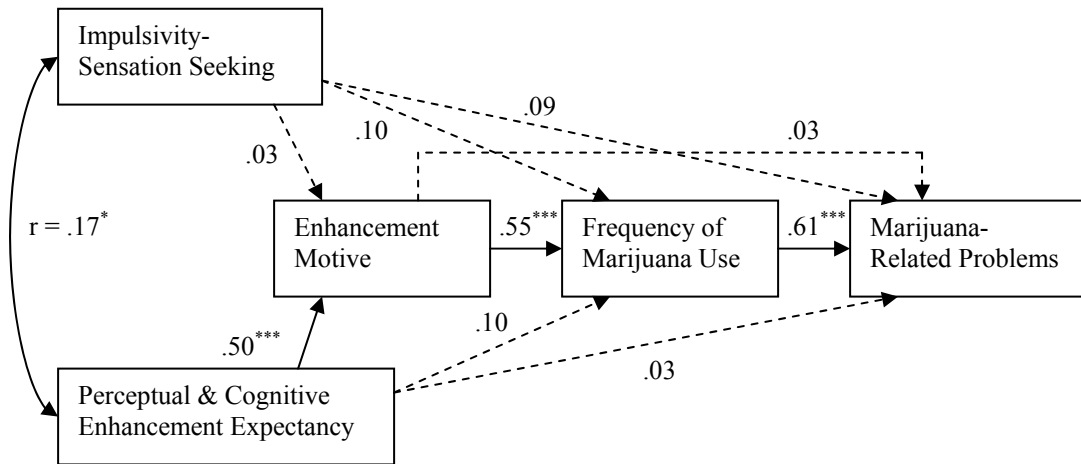 Impulsivity-
Sensation Seeking
.09
.10
.03
.03
r = .17*
Enhancement
Motive
.55***
Frequency of
Marijuana Use
.61***
Marijuana-
Related Problems
.50***
.10
.03
Perceptual & Cognitive
Enhancement Expectancy